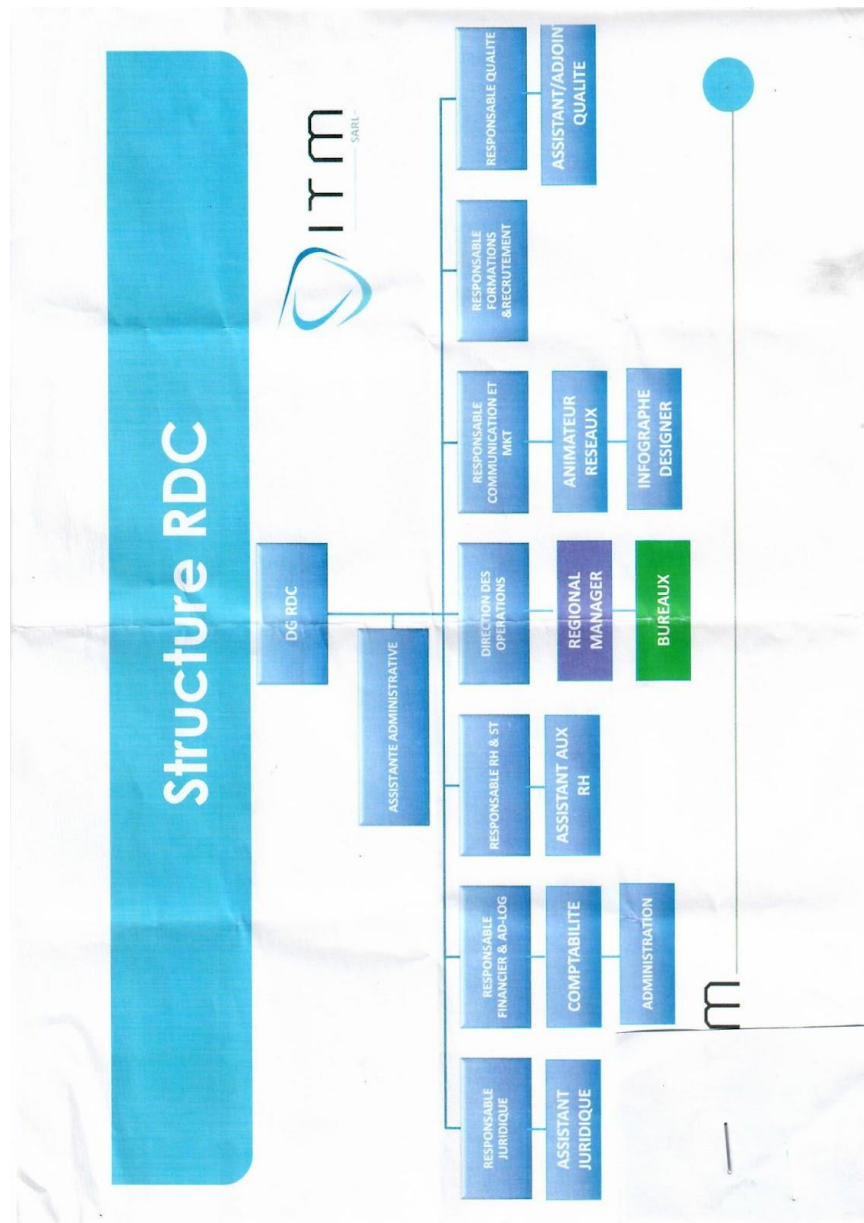 Structure RDC
ITM
SARL
DG RDC
ASSISTANTE ADMINISTRATIVE
RESPONSABLE
JURIDIQUE
RESPONSABLE
FINANCIER & AD-LOG
RESPONSABLE RH & ST
DIRECTION DES
OPERATIONS
RESPONSABLE
COMMUNICATION ET
MKT
RESPONSABLE
FORMATIONS
&RECRUTEMENT
RESPONSABLE QUALITE
ASSISTANT
JURIDIQUE
COMPTABILITE
ASSISTANT AUX
RH
REGIONAL
MANAGER
ANIMATEUR
RESEAUX
ASSISTANT/ADJOINT
QUALITE
ADMINISTRATION
BUREAUX
INFOGRAPHE
DESIGNER
m